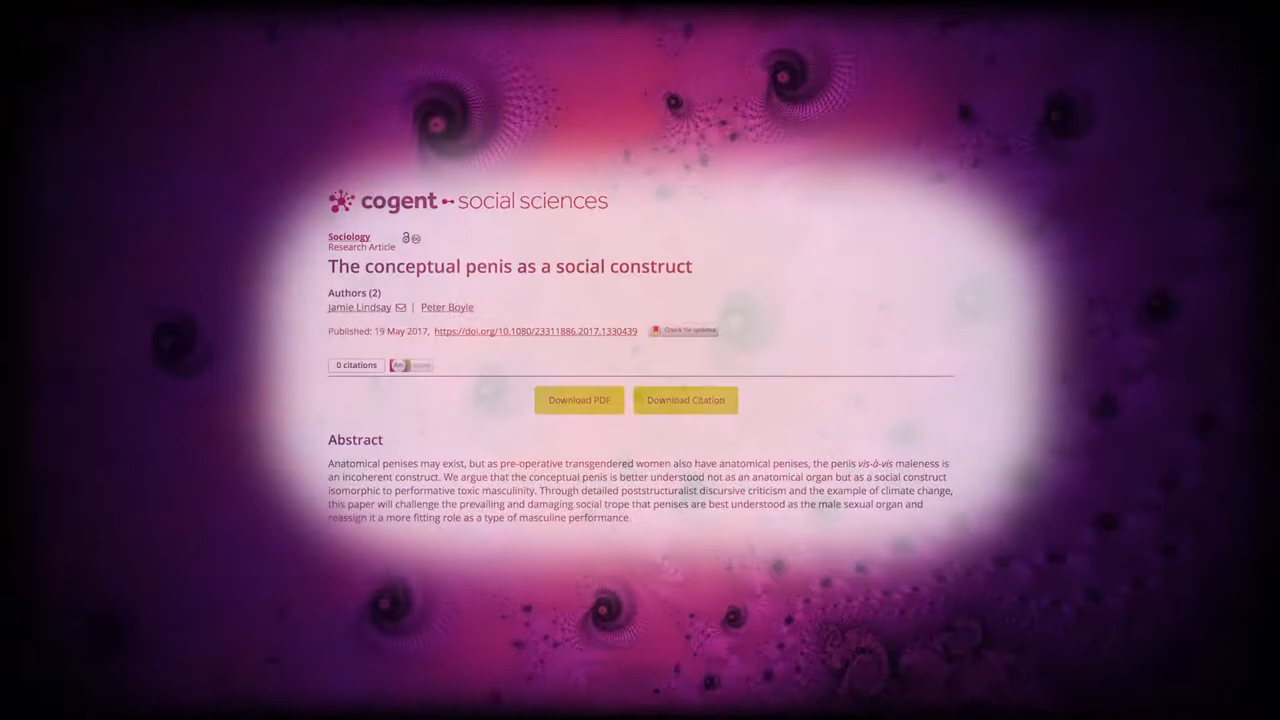 cogent social sciences
Sociology
Research Article
The conceptual penis as a social construct
Authors (2)
Jamie Lindsay | Peter Boyle
Published: 19 May 2017, https://doi.org/10.1080/23311886.2017.1330439 Check for updates
0 citations Am score
Download PDF Download Citation
Abstract
Anatomical penises may exist, but as pre-operative transgendered women also have anatomical penises, the penis vis-à-vis maleness is
an incoherent construct. We argue that the conceptual penis is better understood not as an anatomical organ but as a social construct
isomorphic to performative toxic masculinity. Through detailed poststructuralist discursive criticism and the example of climate change,
this paper will challenge the prevailing and damaging social trope that penises are best understood as the male sexual organ and
reassign it a more fitting role as a type of masculine performance.